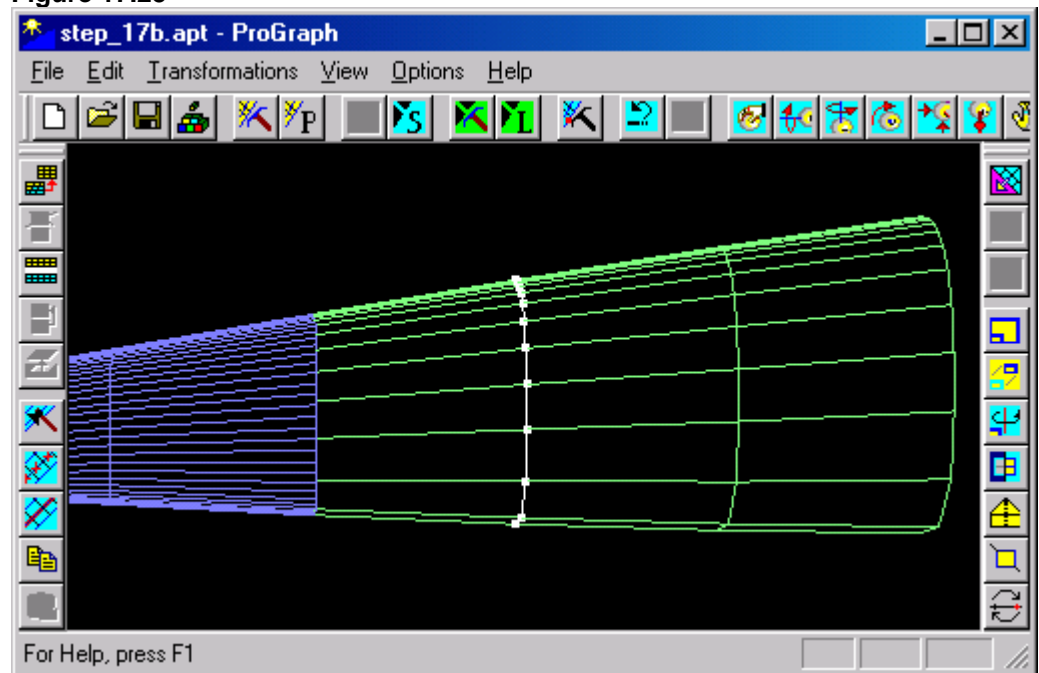 step_17b.apt - ProGraph
File Edit Transformations View Options Help
P S L
For Help, press F1